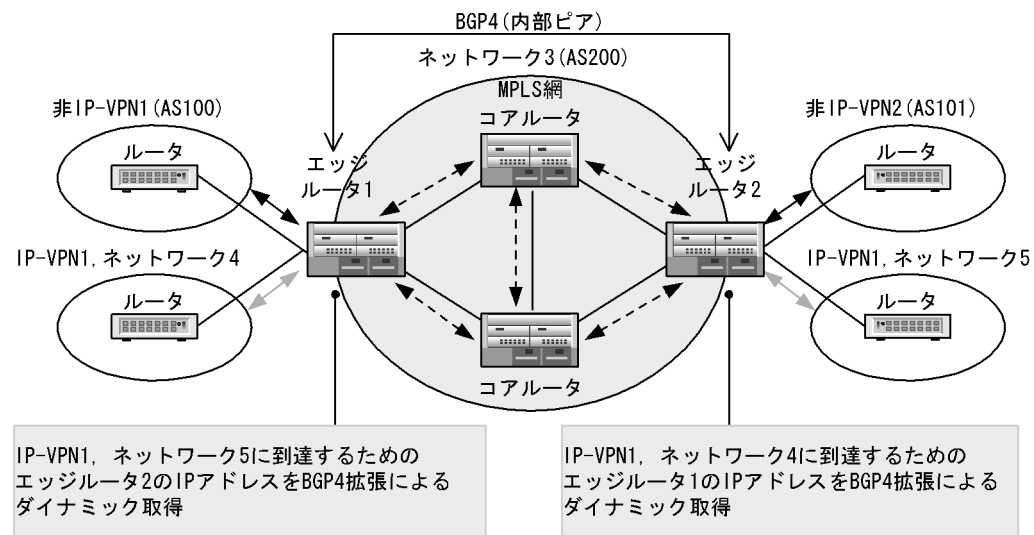 BGP4(内部ピア)
ネットワーク3(AS200)
MPLS網
コアルータ
非IP-VPN1(AS100)
ルータ
エッジ
ルータ1
エッジ
ルータ2
非IP-VPN2(AS101)
ルータ
IP-VPN1,ネットワーク4
ルータ
IP-VPN1,ネットワーク5
ルータ
コアルータ
IP-VPN1, ネットワーク5に到達するための
エッジルータ2のIPアドレスをBGP4拡張による
ダイナミック取得
IP-VPN1, ネットワーク4に到達するための
エッジルータ1のIPアドレスをBGP4拡張による
ダイナミック取得